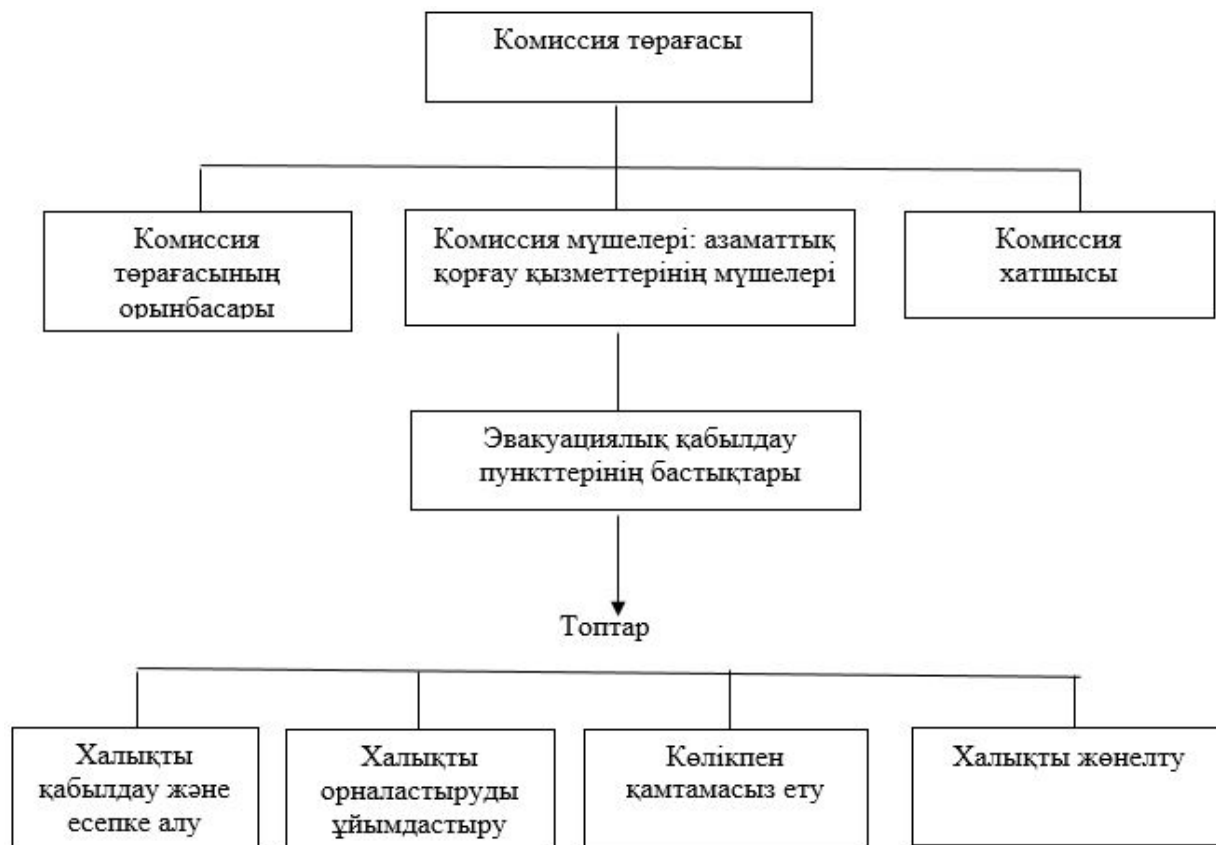 Комиссия төрағасы
Комиссия
төрағасының
орынбасары
Комиссия мүшелері: азаматтық
қорғау қызметтерінің мүшелері
Комиссия
хатшысы
Эвакуациялық қабылдау
пункттерінің бастықтары
Топтар
Халықты
қабылдау және
есепке алу
Халықты
орналастыруды
ұйымдастыру
Көлікпен
қамтамасыз ету
Халықты жөнелту